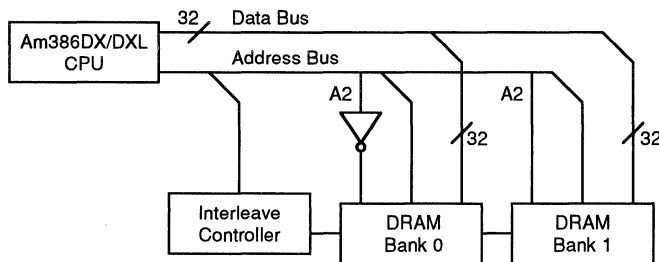 32
Data Bus
Am386DX/DXL
CPU
Address Bus
A2
32
A2
32
Interleave
Controller
DRAM
Bank 0
DRAM
Bank 1